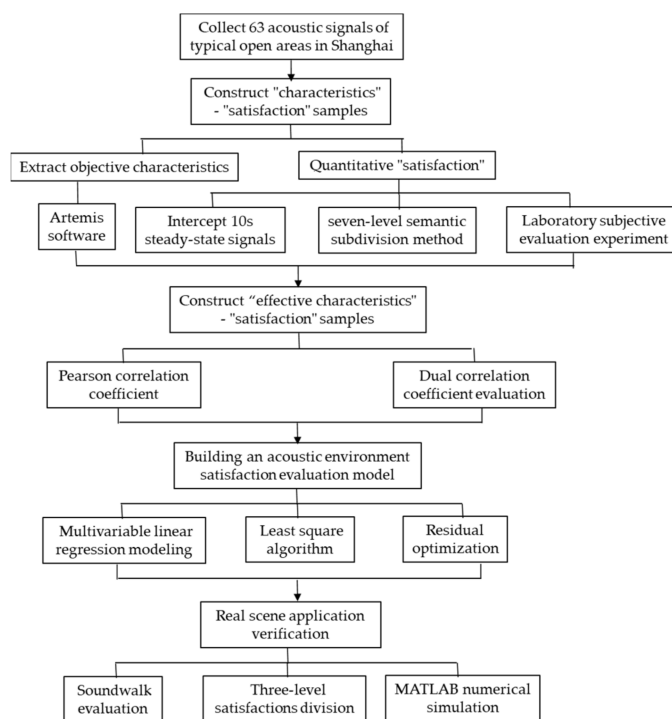 Collect 63 acoustic signals of
typical open areas in Shanghai
Construct "characteristics"
- "satisfaction" samples
Extract objective characteristics
Quantitative "satisfaction"
Artemis
software
Intercept 10s
steady-state signals
seven-level semantic
subdivision method
Laboratory subjective
evaluation experiment
Construct “effective characteristics"
- "satisfaction" samples
Pearson correlation
coefficient
Dual correlation
coefficient evaluation
Building an acoustic environment
satisfaction evaluation model
Multivariable linear
regression modeling
Least square
algorithm
Residual
optimization
Real scene application
verification
Soundwalk
evaluation
Three-level
satisfactions division
MATLAB numerical
simulation